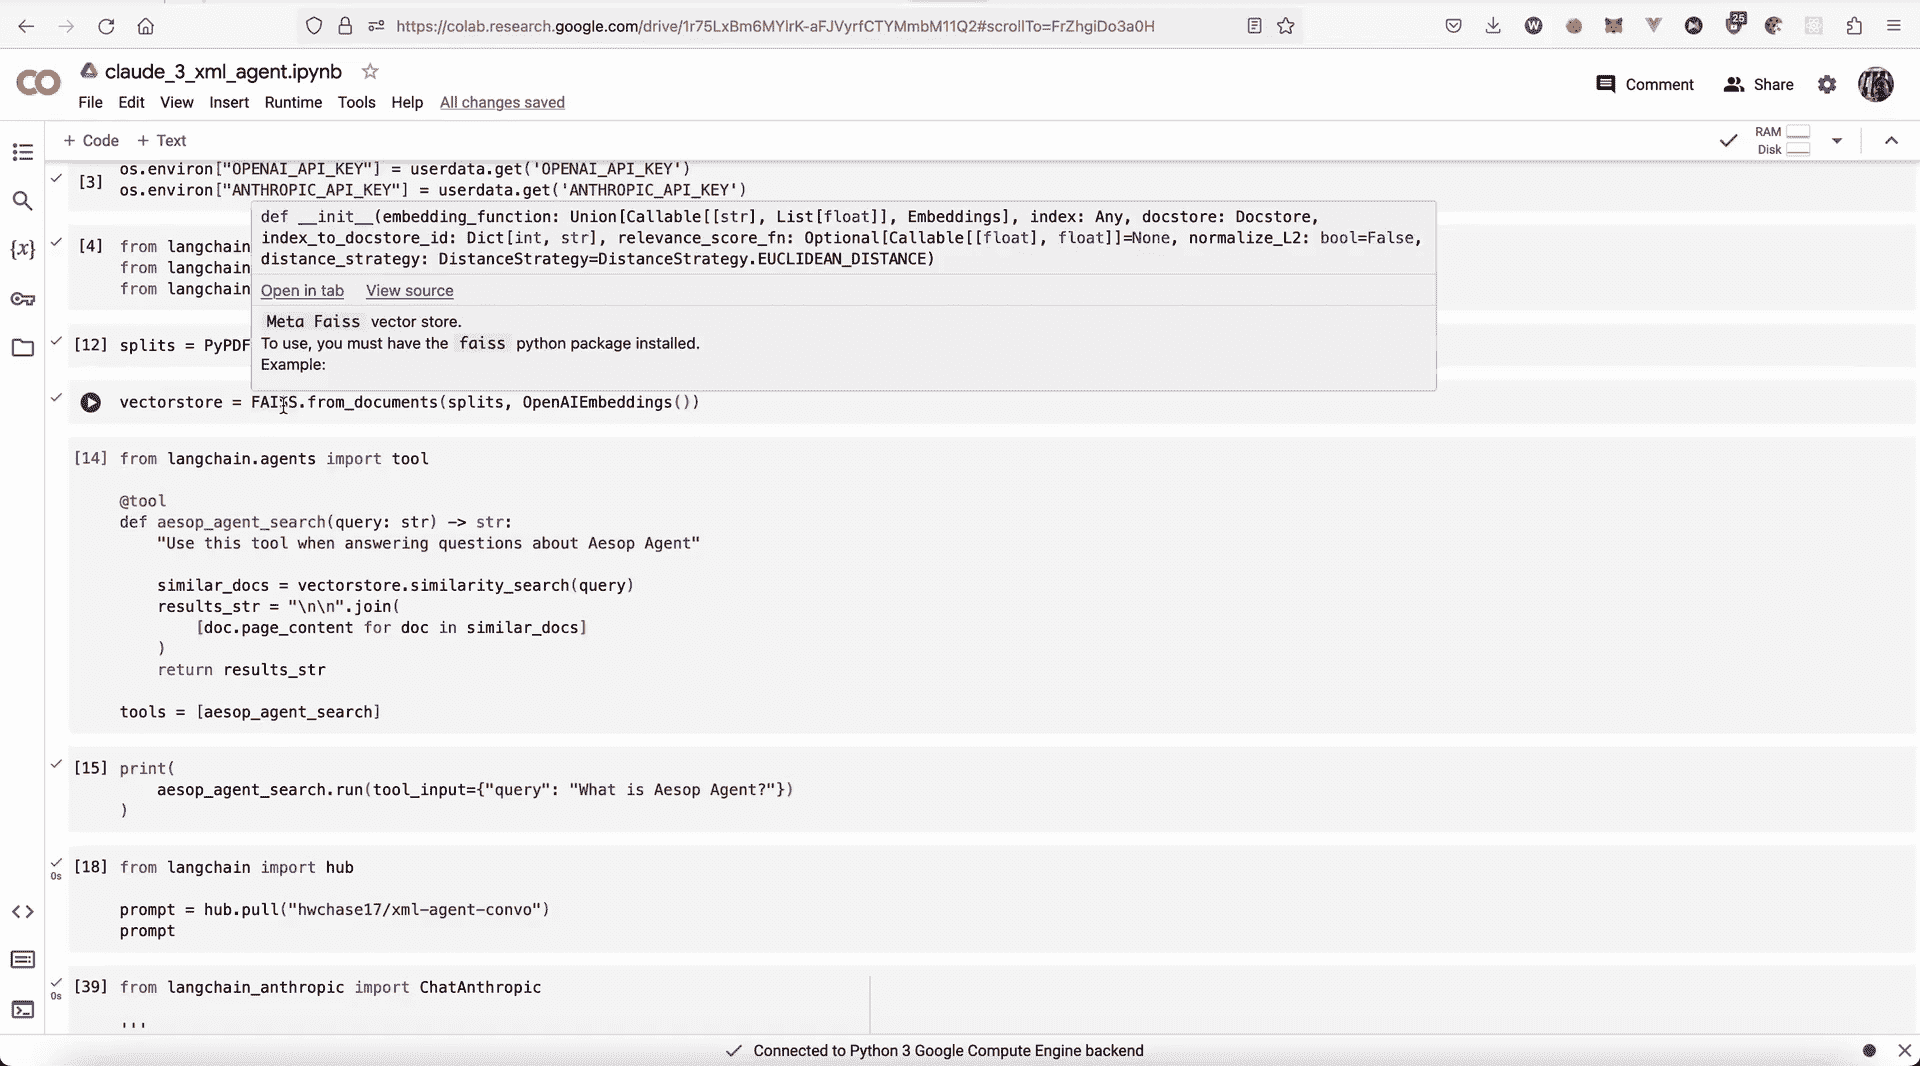 https://colab.research.google.com/drive/1r75LxBm6MYlrK-aFJVyrfCTYMmbM11Q2#scrollTo=FrZhgiDo3a0H
25
CO
claude_3_xml_agent.ipynb
File Edit View Insert Runtime Tools Help All changes saved
Comment Share
+ Code + Text
RAM
Disk
[3] os.environ["OPENAI_API_KEY"] = userdata.get('OPENAI_API_KEY')
os.environ["ANTHROPIC_API_KEY"] = userdata.get('ANTHROPIC_API_KEY')
def __init__(embedding_function: Union[Callable[[str], List[float]], Embeddings], index: Any, docstore: Docstore,
index_to_docstore_id: Dict[int, str], relevance_score_fn: Optional[Callable[[float], float]]=None, normalize_L2: bool=False,
distance_strategy: DistanceStrategy=DistanceStrategy.EUCLIDEAN_DISTANCE)
Open in tab View source
Meta Faiss vector store.
To use, you must have the faiss python package installed.
Example:
[4] from langchain
from langchain
from langchain
[12] splits = PyPDF
vectorstore = FAISS.from_documents(splits, OpenAIEmbeddings())
[14] from langchain.agents import tool
@tool
def aesop_agent_search(query: str) -> str:
"Use this tool when answering questions about Aesop Agent"
similar_docs = vectorstore.similarity_search(query)
results_str = "\n\n".join(
[doc.page_content for doc in similar_docs]
)
return results_str
tools = [aesop_agent_search]
[15] print(
aesop_agent_search.run(tool_input={"query": "What is Aesop Agent?"})
)
[18] from langchain import hub
0s
prompt = hub.pull("hwchase17/xml-agent-convo")
prompt
[39] from langchain_anthropic import ChatAnthropic
0s
'''
Connected to Python 3 Google Compute Engine backend